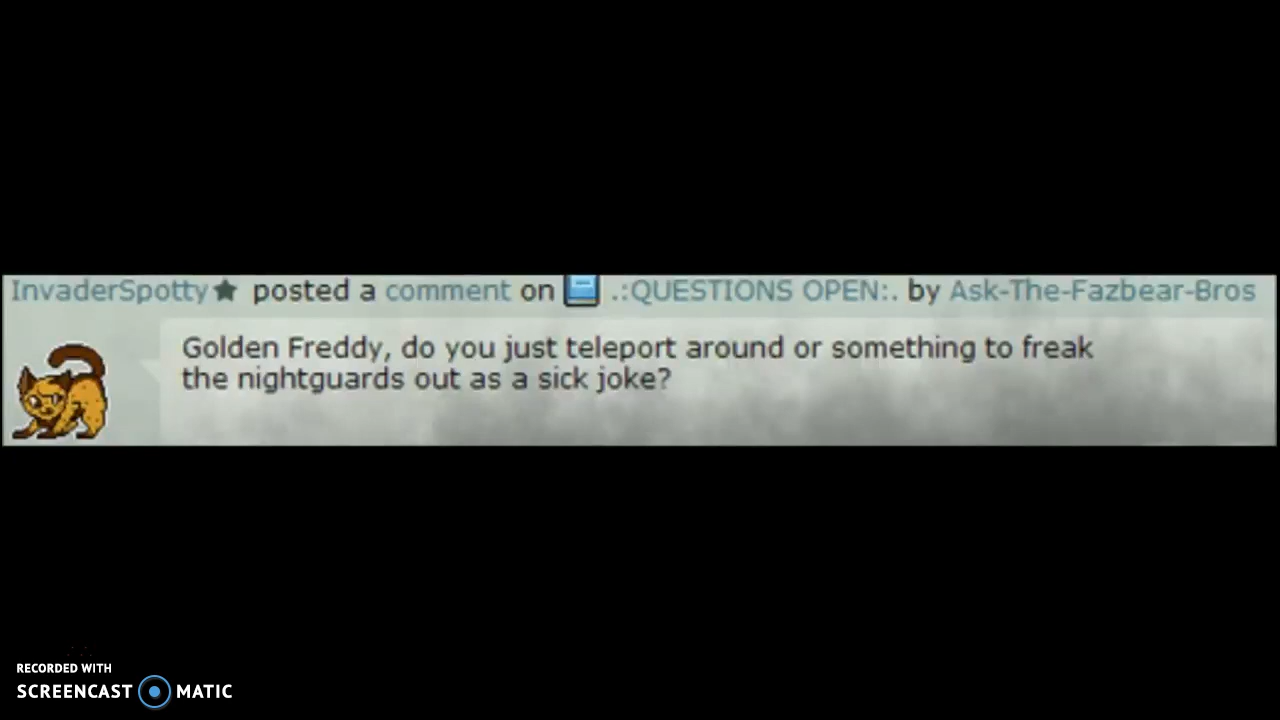 InvaderSpotty★ posted a comment on .:QUESTIONS OPEN:. by Ask-The-Fazbear-Bros
Golden Freddy, do you just teleport around or something to freak
the nightguards out as a sick joke?
RECORDED WITH
SCREENCAST MATIC